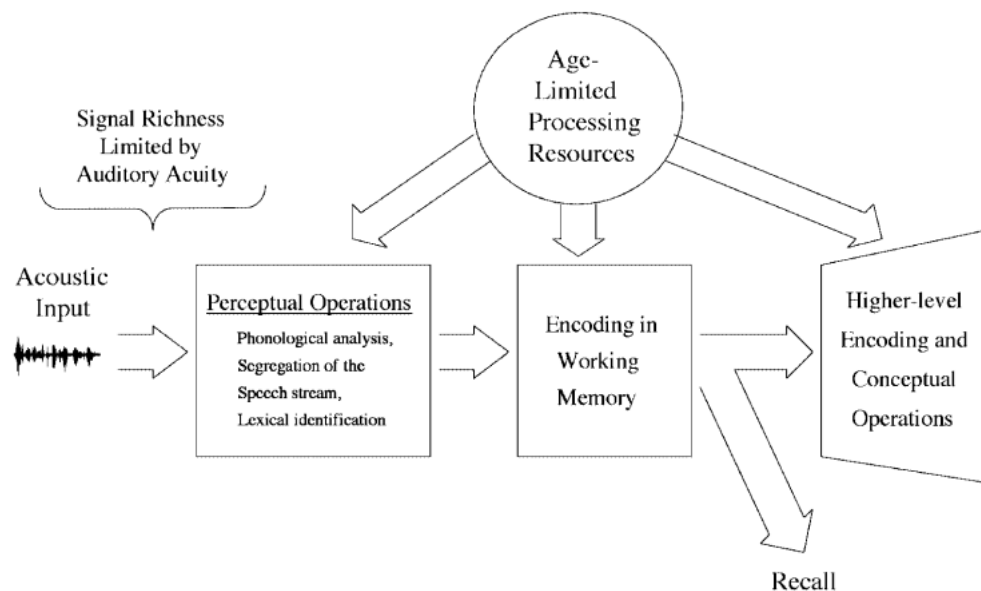 Age-
Limited
Processing
Resources
Signal Richness
Limited by
Auditory Acuity
Acoustic
Input
Perceptual Operations
Phonological analysis,
Segregation of the
Speech stream,
Lexical identification
Encoding in
Working
Memory
Higher-level
Encoding and
Conceptual
Operations
Recall